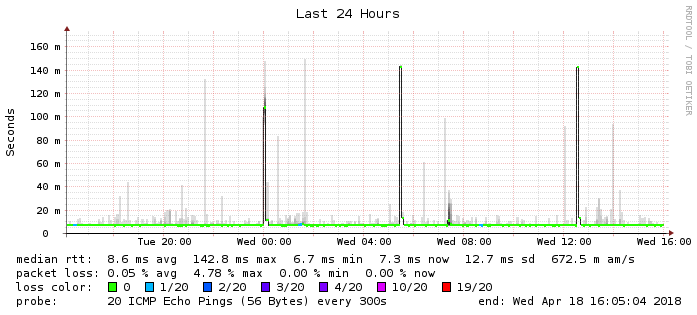 Last 24 Hours
RRDTOOL / TOBI OETIKER
Seconds
160 m
140 m
120 m
100 m
80 m
60 m
40 m
20 m
0
Tue 20:00 Wed 00:00 Wed 04:00 Wed 08:00 Wed 12:00 Wed 16:00
median rtt: 8.6 ms avg 142.8 ms max 6.7 ms min 7.3 ms now 12.7 ms sd 672.5 m am/s
packet loss: 0.05 % avg 4.78 % max 0.00 % min 0.00 % now
loss color: 0 1/20 2/20 3/20 4/20 10/20 19/20
probe: 20 ICMP Echo Pings (56 Bytes) every 300s end: Wed Apr 18 16:05:04 2018